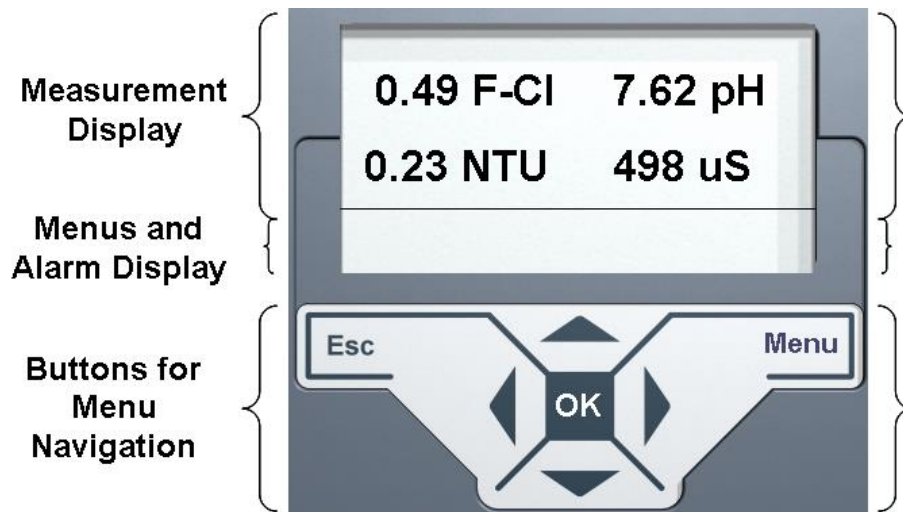 Measurement
Display
0.49 F-Cl 7.62 pH
0.23 NTU 498 uS
Menus and
Alarm Display
Buttons for
Menu
Navigation
Esc
Menu
OK